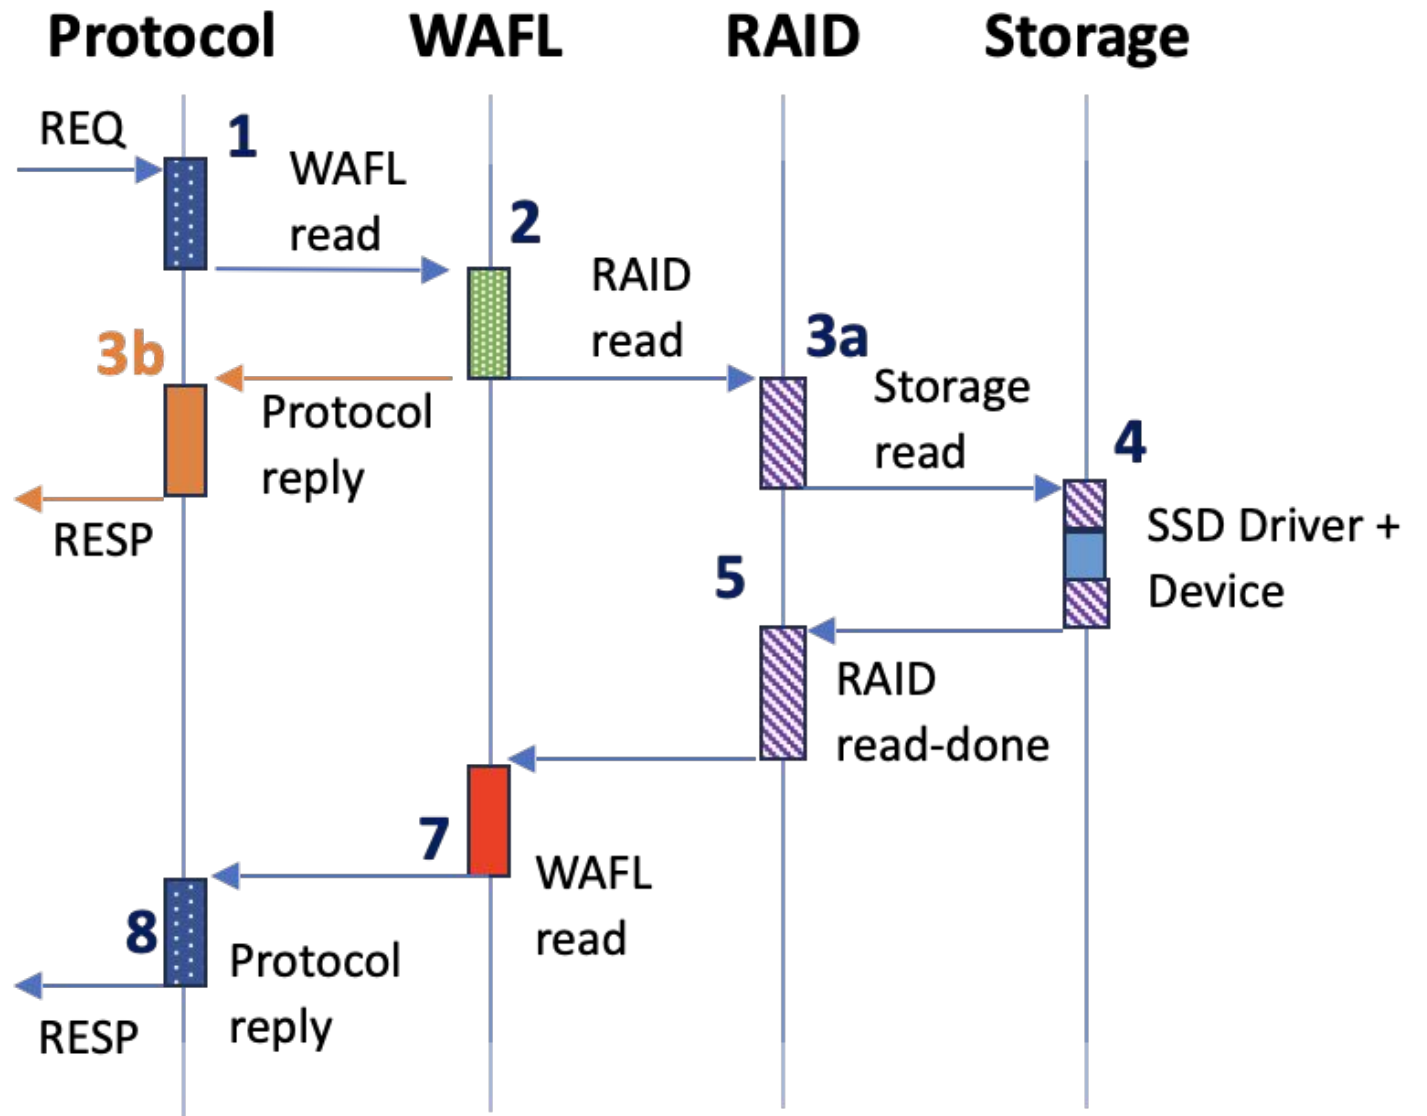 Protocol WAFL RAID Storage
REQ
1
WAFL
read
2
RAID
read
3a
3b
Protocol
reply
Storage
read
4
RESP
SSD Driver +
Device
5
RAID
read-done
7
WAFL
read
8
Protocol
reply
RESP